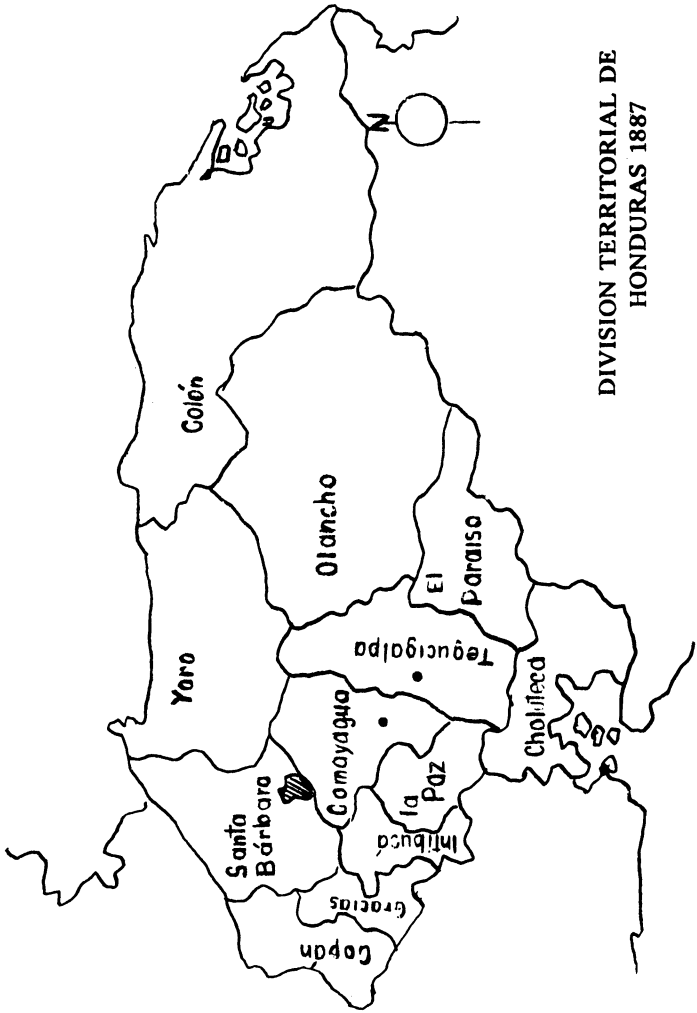 DIVISION TERRITORIAL DE
HONDURAS 1887
N
Colón
Yoro
Olancho
El
Paraiso
Tegucigalpa
Comayagua
Santa
Bárbara
la
Paz
Intibucá
Gracias
Copán
Choluteca